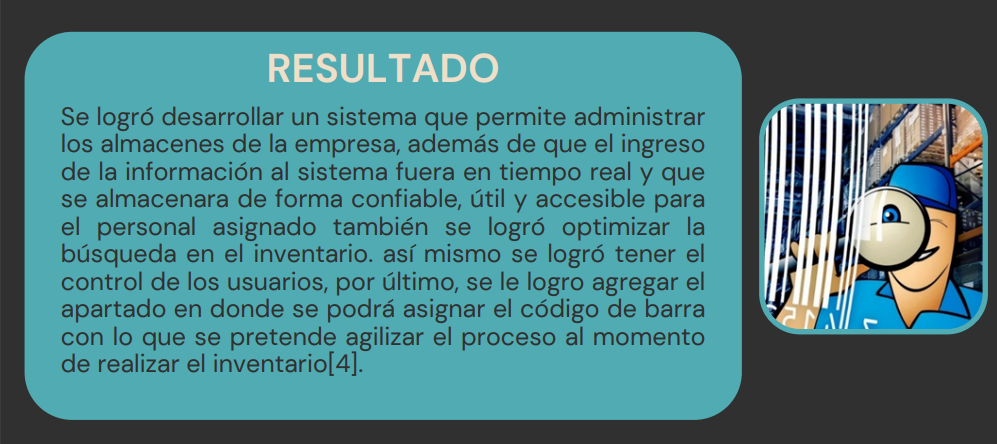 RESULTADO
Se logró desarrollar un sistema que permite administrar
los almacenes de la empresa, además de que el ingreso
de la información al sistema fuera en tiempo real y que
se almacenara de forma confiable, útil y accesible para
el personal asignado también se logró optimizar la
búsqueda en el inventario. así mismo se logró tener el
control de los usuarios, por último, se le logro agregar el
apartado en donde se podrá asignar el código de barra
con lo que se pretende agilizar el proceso al momento
de realizar el inventario[4].